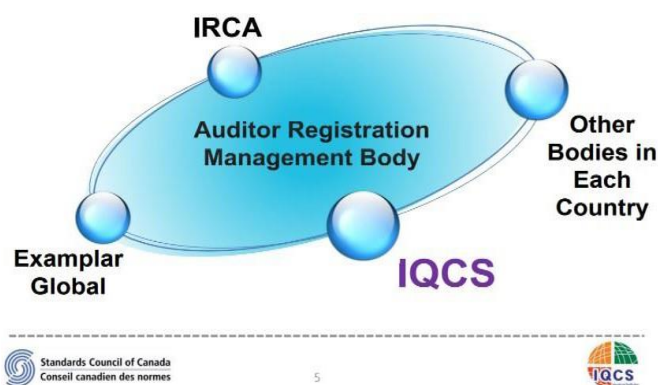 IRCA
Auditor Registration
Management Body
Other
Bodies in
Each
Country
Examplar
Global
IQCS
Standards Council of Canada
Conseil canadien des normes
5
IQCS